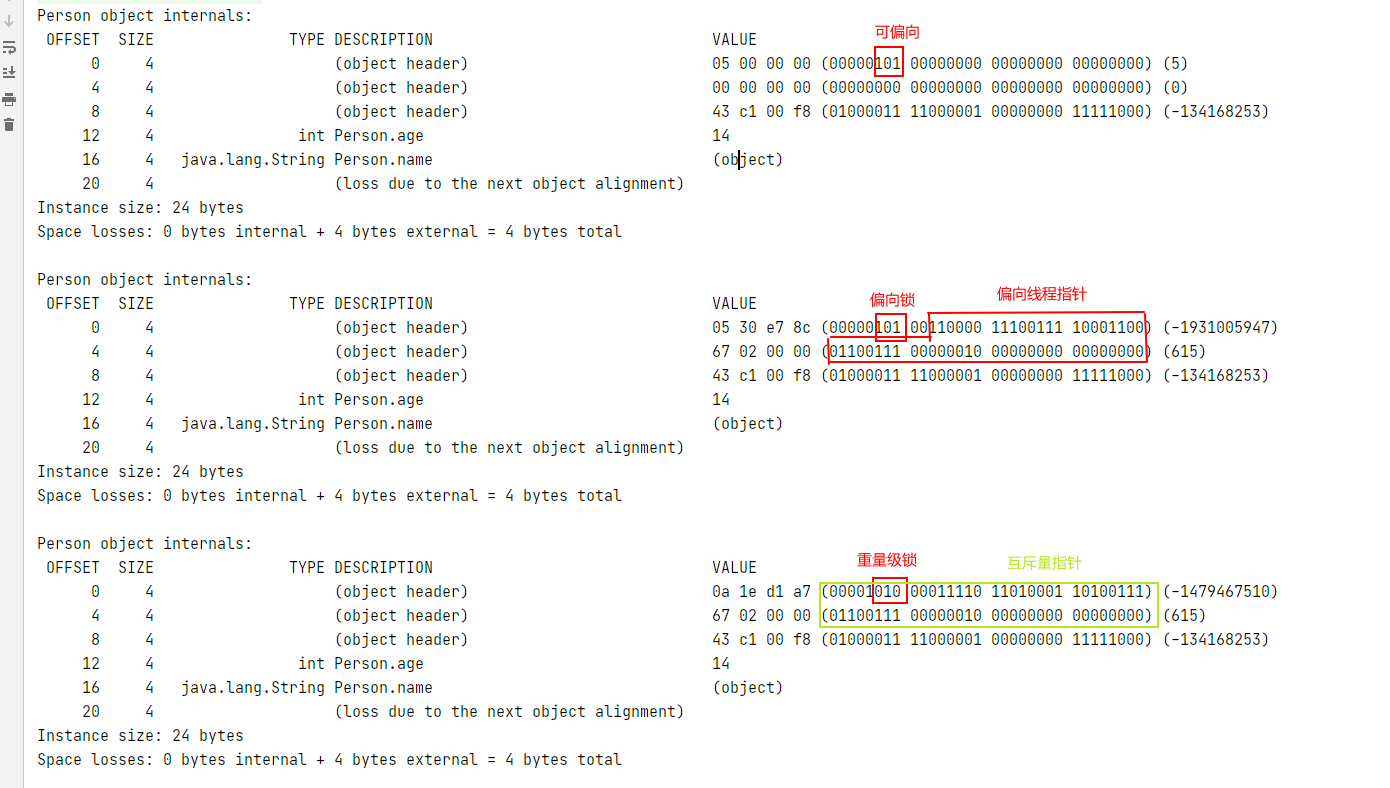 Person object internals:
OFFSET SIZE TYPE DESCRIPTION VALUE
可偏向
0 4 (object header) 05 00 00 00 (00000101 00000000 00000000 00000000) (5)
4 4 (object header) 00 00 00 00 (00000000 00000000 00000000 00000000) (0)
8 4 (object header) 43 c1 00 f8 (01000011 11000001 00000000 11111000) (-134168253)
12 4 int Person.age 14
16 4 java.lang.String Person.name (object)
20 4 (loss due to the next object alignment)
Instance size: 24 bytes
Space losses: 0 bytes internal + 4 bytes external = 4 bytes total
Person object internals:
偏向锁 偏向线程指针
OFFSET SIZE TYPE DESCRIPTION VALUE
0 4 (object header) 05 30 e7 8c (00000101 00110000 11100111 10001100) (-1931005947)
4 4 (object header) 67 02 00 00 (01100111 00000010 00000000 00000000) (615)
8 4 (object header) 43 c1 00 f8 (01000011 11000001 00000000 11111000) (-134168253)
12 4 int Person.age 14
16 4 java.lang.String Person.name (object)
20 4 (loss due to the next object alignment)
Instance size: 24 bytes
Space losses: 0 bytes internal + 4 bytes external = 4 bytes total
Person object internals:
重量级锁 互斥量指针
OFFSET SIZE TYPE DESCRIPTION VALUE
0 4 (object header) 0a 1e d1 a7 (00001010 00011110 11010001 10100111) (-1479467510)
4 4 (object header) 67 02 00 00 (01100111 00000010 00000000 00000000) (615)
8 4 (object header) 43 c1 00 f8 (01000011 11000001 00000000 11111000) (-134168253)
12 4 int Person.age 14
16 4 java.lang.String Person.name (object)
20 4 (loss due to the next object alignment)
Instance size: 24 bytes
Space losses: 0 bytes internal + 4 bytes external = 4 bytes total